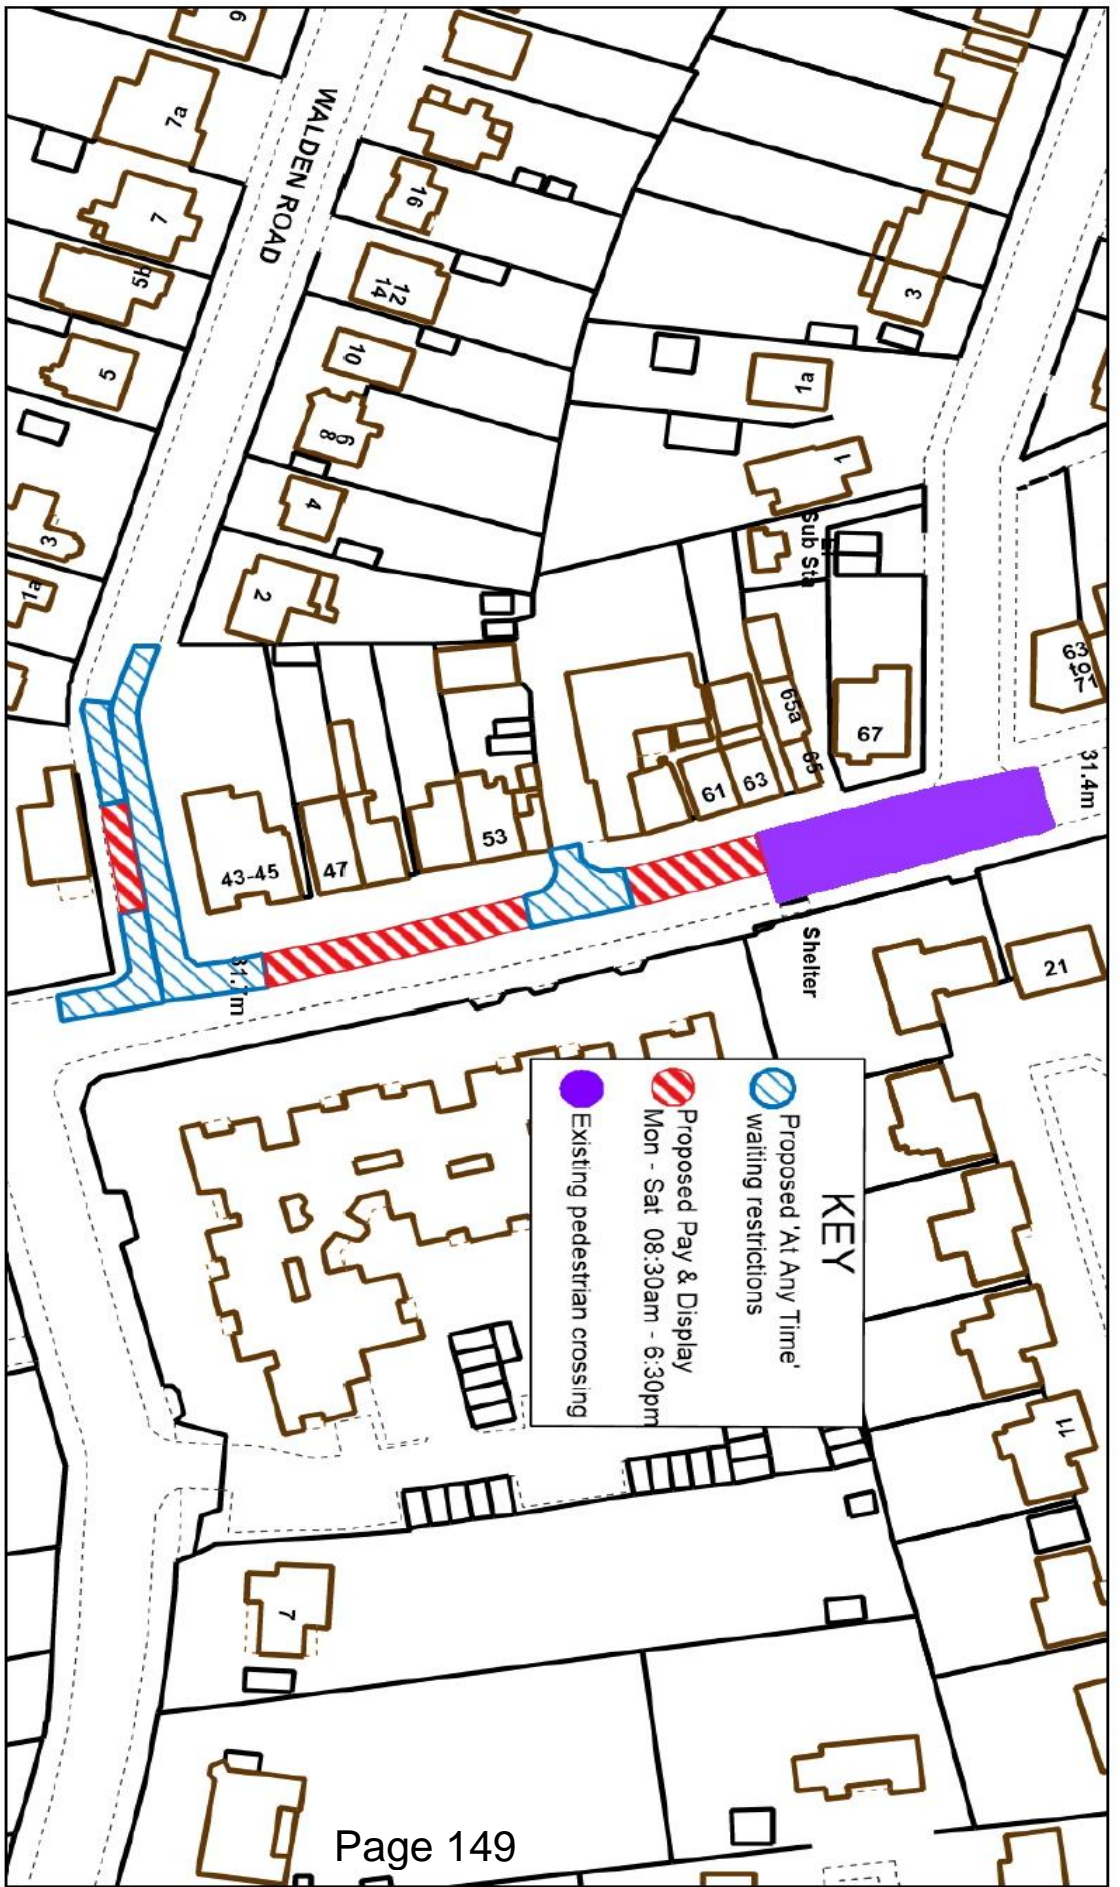 6
7a
WALDEN ROAD
7
16
5b
12
14
3
10
5
1a
6
8
1
4
3
Sub Sta
1a
2
63
to
71
65a
67
65
31.4m
61
63
53
43-45
47
31.7m
Shelter
21
KEY
Proposed 'At Any Time'
waiting restrictions
Proposed Pay & Display
Mon - Sat 08:30am - 6:30pm
Existing pedestrian crossing
11
7
Page 149